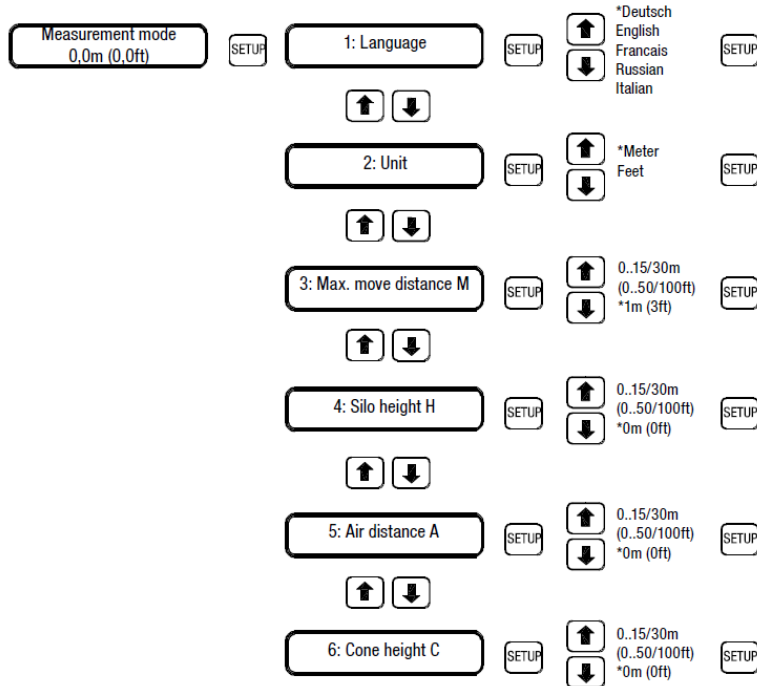 Measurement mode
0,0m (0,0ft)
SETUP
1: Language
SETUP
*Deutsch
English
Francais
Russian
Italian
SETUP
2: Unit
SETUP
*Meter
Feet
SETUP
3: Max. move distance M
SETUP
0..15/30m
(0..50/100ft)
*1m (3ft)
SETUP
4: Silo height H
SETUP
0..15/30m
(0..50/100ft)
*0m (0ft)
SETUP
5: Air distance A
SETUP
0..15/30m
(0..50/100ft)
*0m (0ft)
SETUP
6: Cone height C
SETUP
0..15/30m
(0..50/100ft)
*0m (0ft)
SETUP